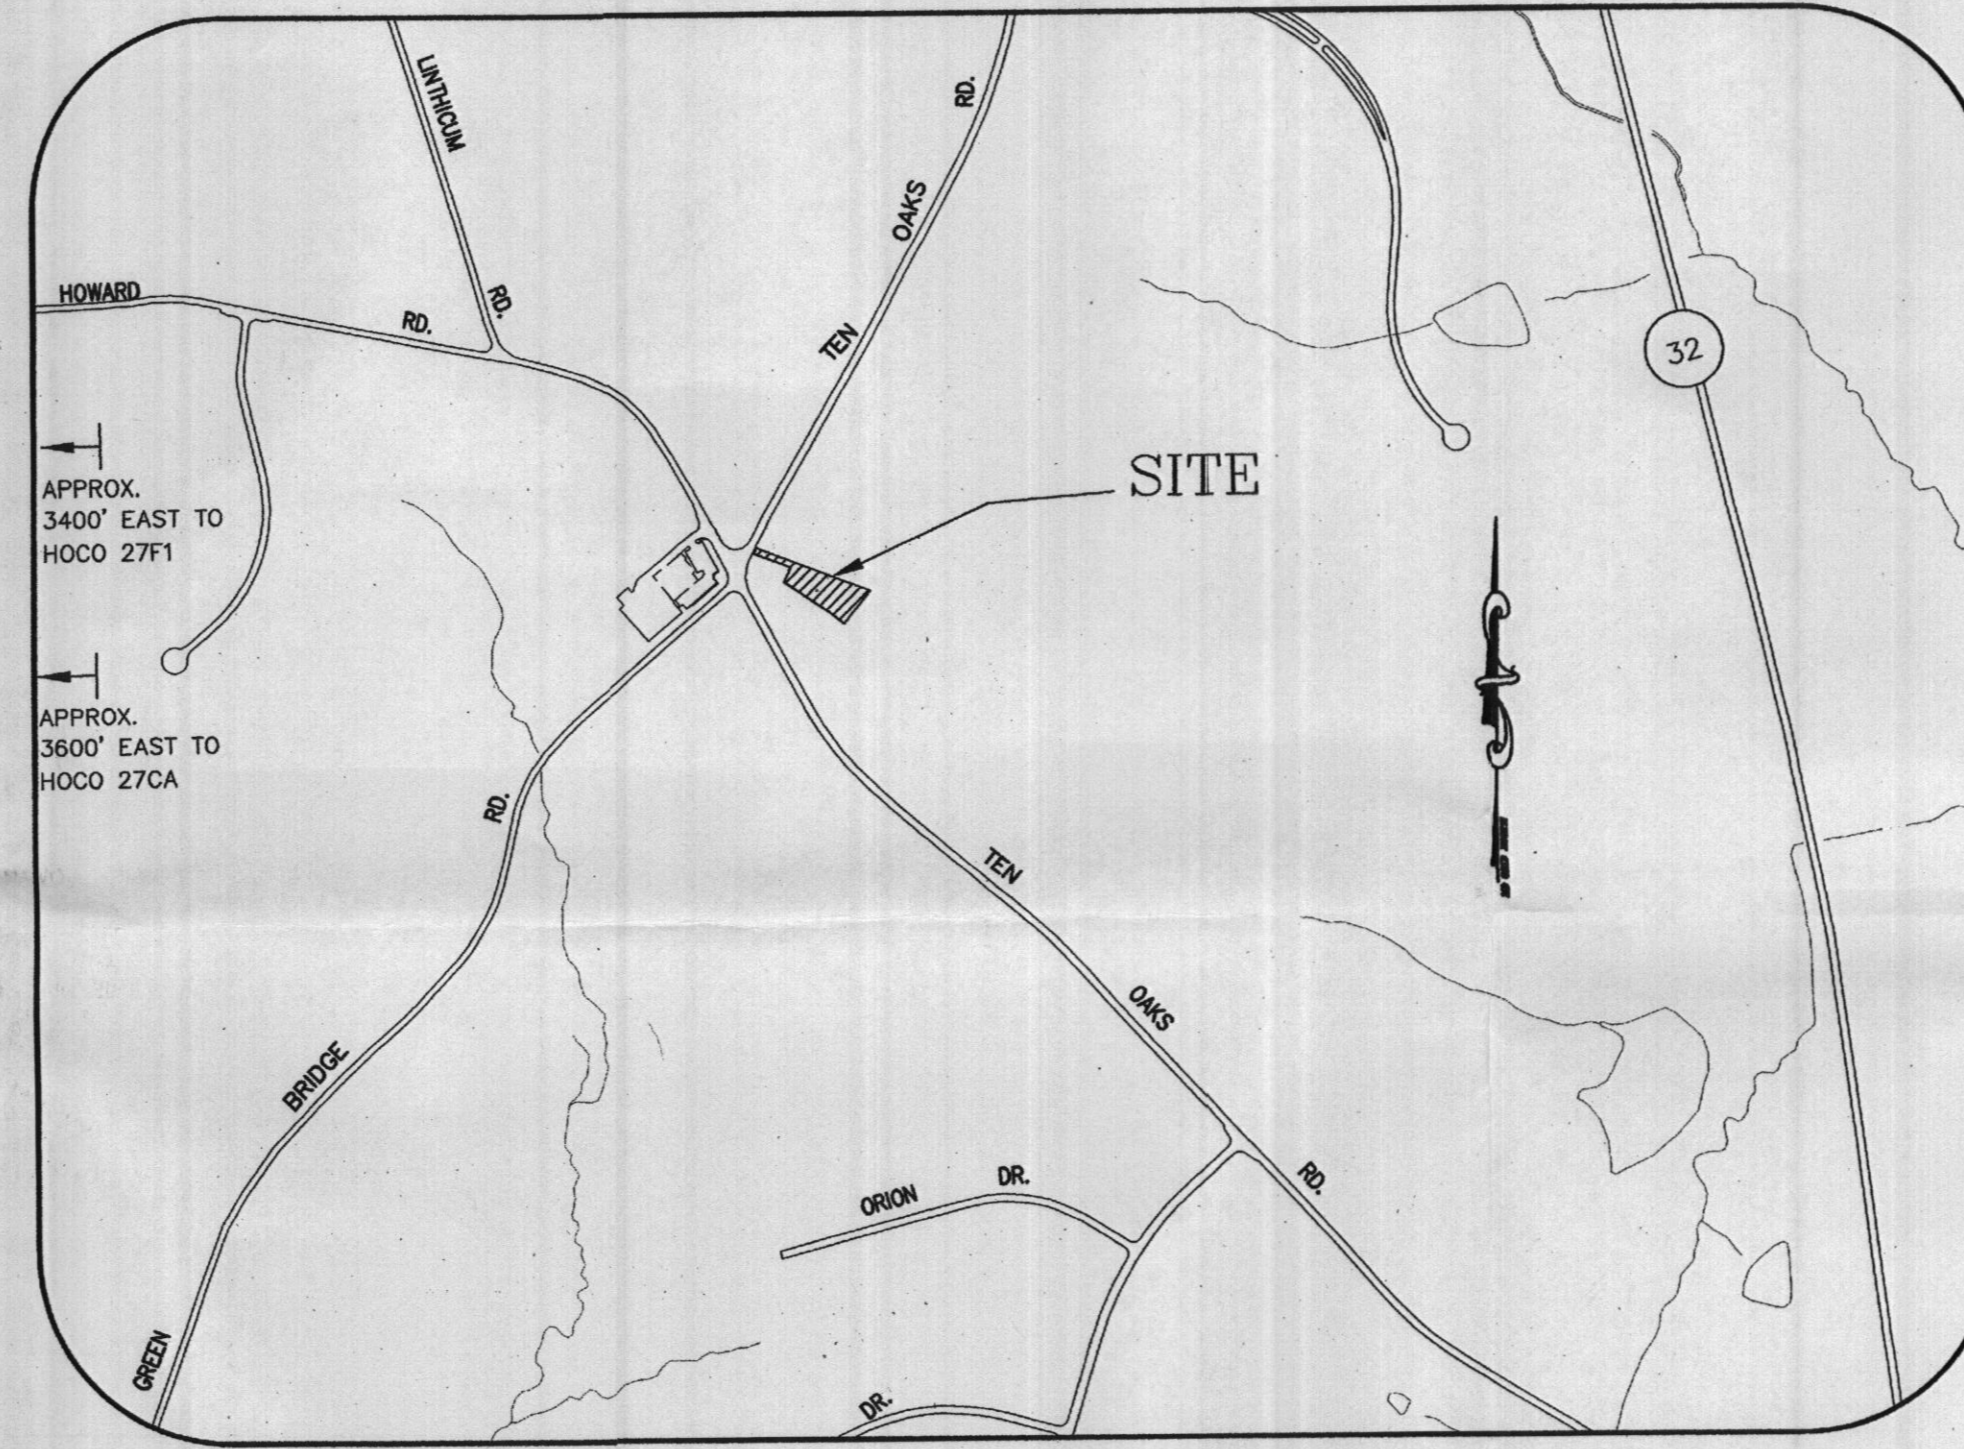 LINTHICUM
RD.
HOWARD
RD.
TEN
OAKS
RD.
32
SITE
APPROX.
3400' EAST TO
HOCO 27F1
APPROX.
3600' EAST TO
HOCO 27CA
GREEN
BRIDGE
RD.
TEN
OAKS
RD.
ORION
DR.
DR.